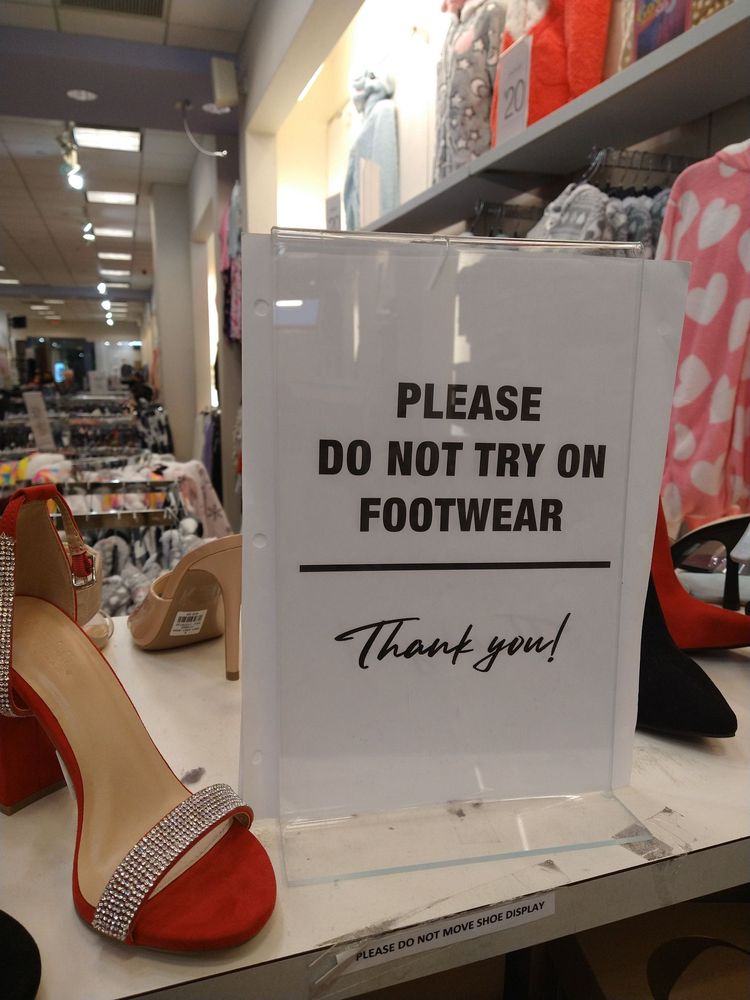 20
PLEASE
DO NOT TRY ON
FOOTWEAR
Thank you!
PLEASE DO NOT MOVE SHOE DISPLAY